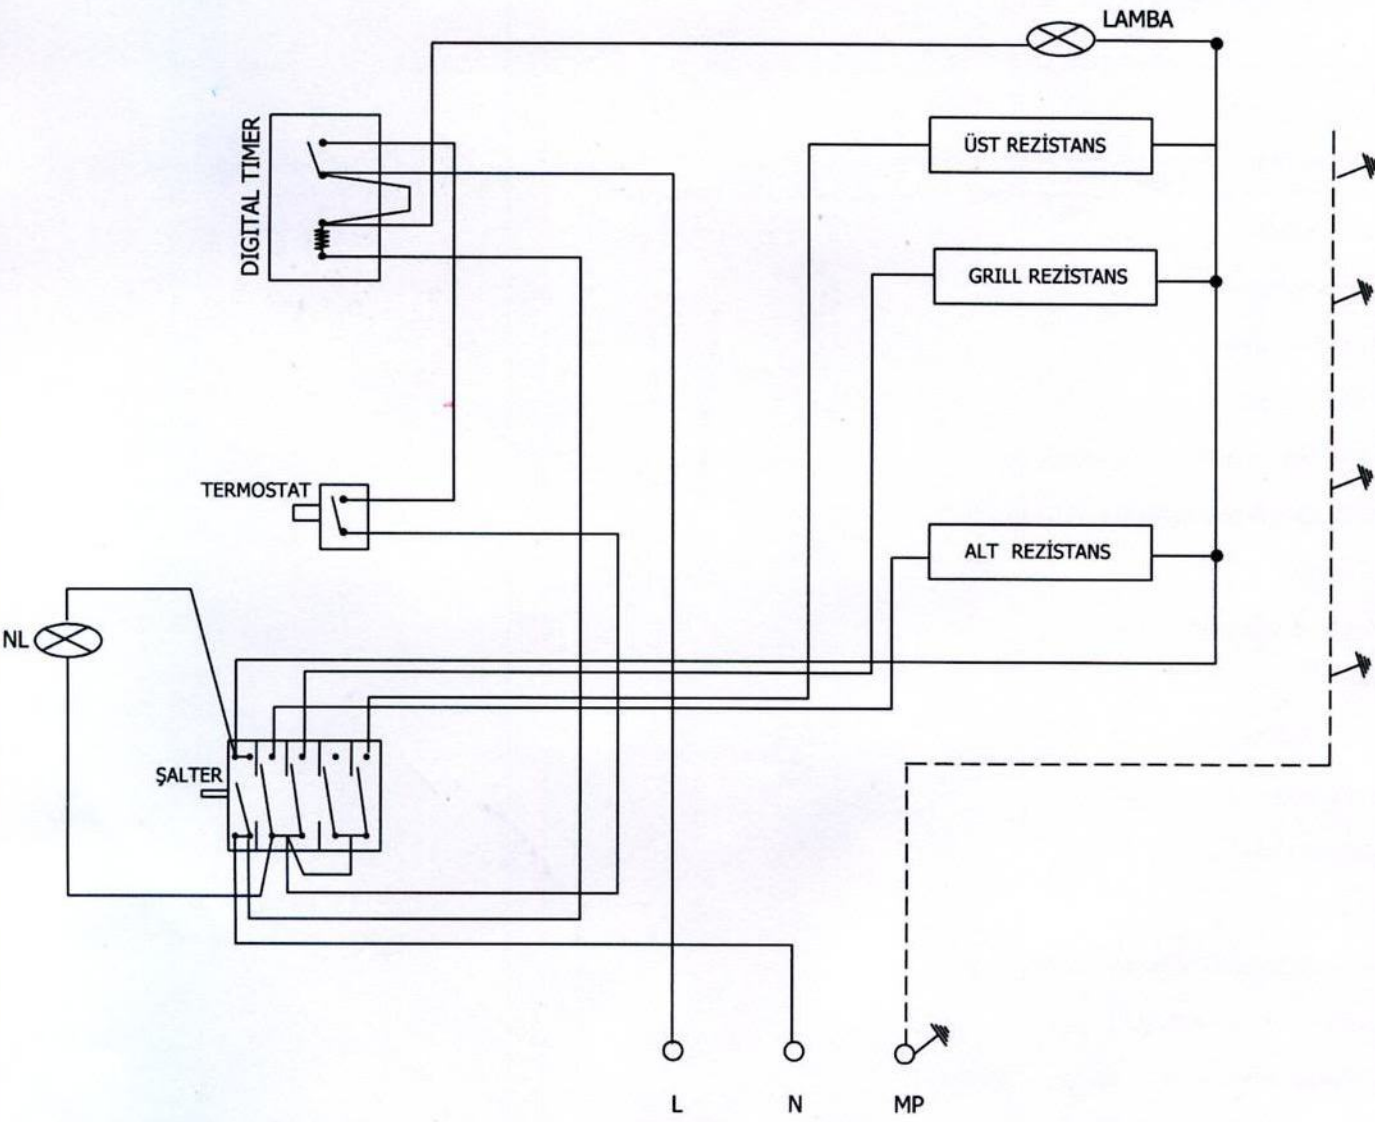 LAMBA
DIGITAL TIMER
ÜST REZİSTANS
GRILL REZİSTANS
TERMOSTAT
ALT REZİSTANS
NL
ŞALTER
L
N
MP